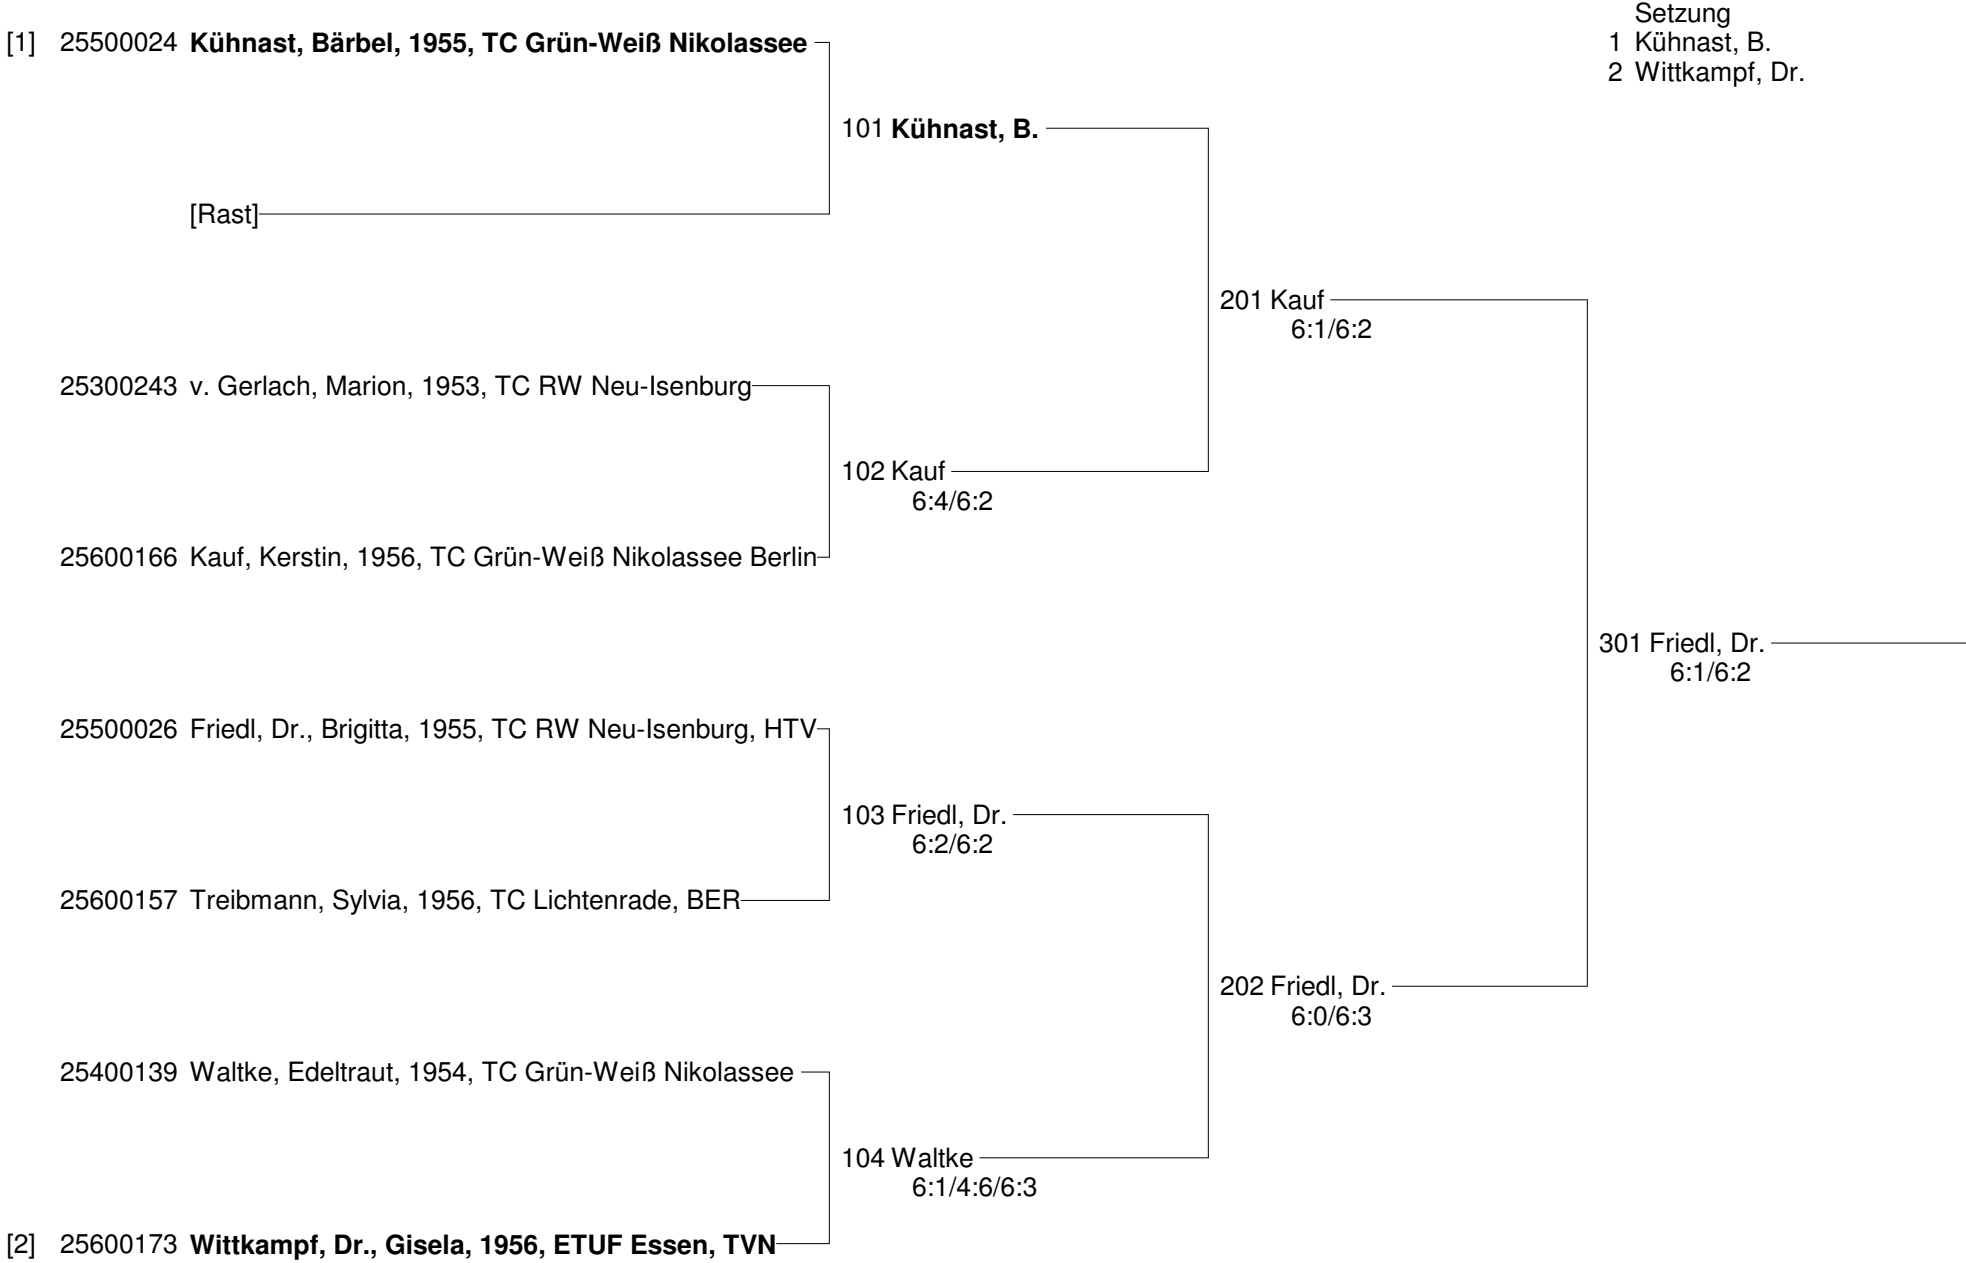 Setzung
[1] 25500024 Kühnast, Bärbel, 1955, TC Grün-Weiß Nikolassee
1 Kühnast, B.
2 Wittkampf, Dr.
101 Kühnast, B.
[Rast]
201 Kauf
6:1/6:2
25300243 v. Gerlach, Marion, 1953, TC RW Neu-Isenburg
102 Kauf
6:4/6:2
25600166 Kauf, Kerstin, 1956, TC Grün-Weiß Nikolassee Berlin
301 Friedl, Dr.
6:1/6:2
25500026 Friedl, Dr., Brigitta, 1955, TC RW Neu-Isenburg, HTV
103 Friedl, Dr.
6:2/6:2
25600157 Treibmann, Sylvia, 1956, TC Lichtenrade, BER
202 Friedl, Dr.
6:0/6:3
25400139 Waltke, Edeltraut, 1954, TC Grün-Weiß Nikolassee
104 Waltke
6:1/4:6/6:3
[2] 25600173 Wittkampf, Dr., Gisela, 1956, ETUF Essen, TVN